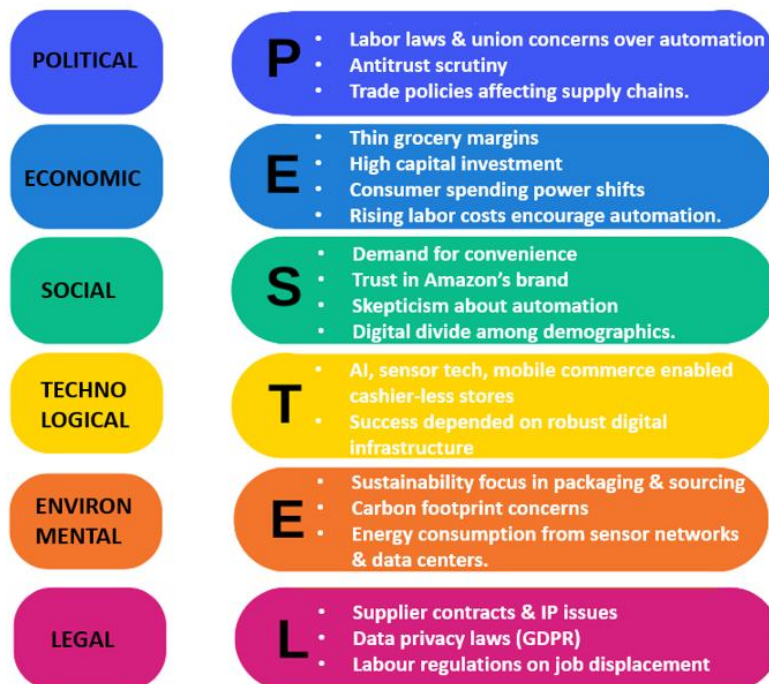 POLITICAL
P
• Labor laws & union concerns over automation
• Antitrust scrutiny
• Trade policies affecting supply chains.
ECONOMIC
E
• Thin grocery margins
• High capital investment
• Consumer spending power shifts
• Rising labor costs encourage automation.
SOCIAL
S
• Demand for convenience
• Trust in Amazon’s brand
• Skepticism about automation
• Digital divide among demographics.
TECHNO
LOGICAL
T
• AI, sensor tech, mobile commerce enabled
cashier-less stores
• Success depended on robust digital
infrastructure
ENVIRON
MENTAL
E
• Sustainability focus in packaging & sourcing
• Carbon footprint concerns
• Energy consumption from sensor networks
& data centers.
LEGAL
L
• Supplier contracts & IP issues
• Data privacy laws (GDPR)
• Labour regulations on job displacement